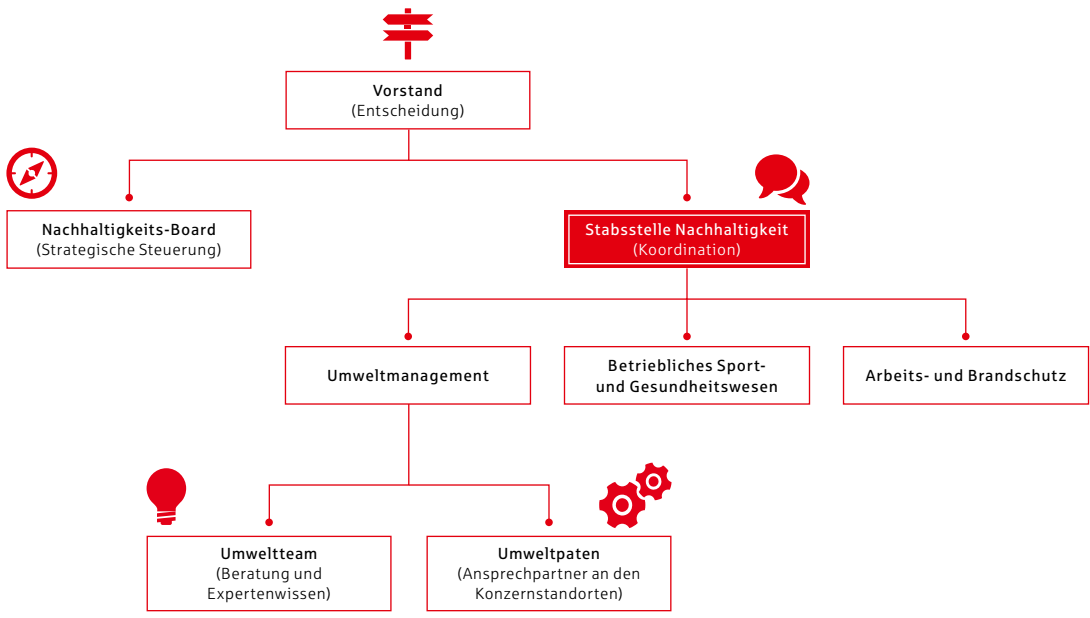 Vorstand
(Entscheidung)
Nachhaltigkeits-Board
(Strategische Steuerung)
Stabsstelle Nachhaltigkeit
(Koordination)
Umweltmanagement
Betriebliches Sport-
und Gesundheitswesen
Arbeits- und Brandschutz
Umweltteam
(Beratung und
Expertenwissen)
Umweltpaten
(Ansprechpartner an den
Konzernstandorten)